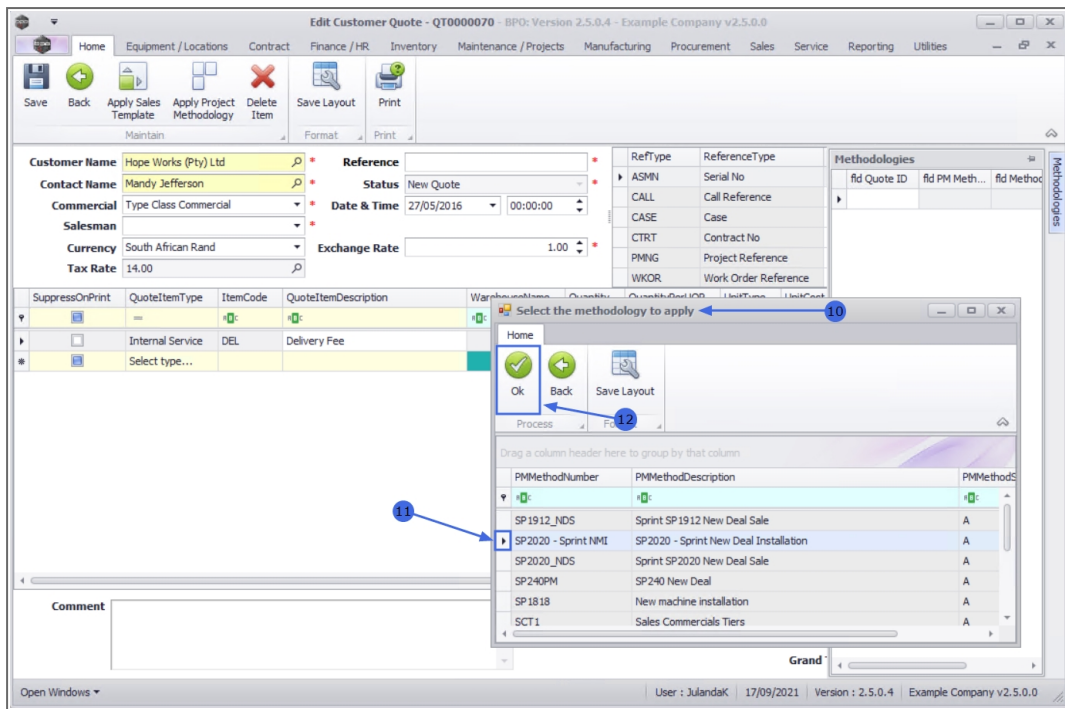 Edit Customer Quote - QT0000070 - BPO: Version 2.5.0.4 - Example Company v2.5.0.0
Home Equipment / Locations Contract Finance / HR Inventory Maintenance / Projects Manufacturing Procurement Sales Service Reporting Utilities
Save Back Apply Sales Template Apply Project Methodology Delete Item Save Layout Print
Maintain Format Print
Customer Name Hope Works (Pty) Ltd * Reference *
Contact Name Mandy Jefferson * Status New Quote *
Commercial Type Class Commercial * Date & Time 27/05/2016 00:00:00
Salesman *
Currency South African Rand Exchange Rate 1.00 *
Tax Rate 14.00
RefType ReferenceType
ASMN Serial No
CALL Call Reference
CASE Case
CTRT Contract No
PMNG Project Reference
WKOR Work Order Reference
Methodologies
fld Quote ID fld PM Meth... fld Method
Methodologies
SuppressOnPrint QuoteItemType ItemCode QuoteItemDescription WarehouseName Quantity QuantityPerUOP UnitType UnitCost
Internal Service DEL Delivery Fee
Select type...
Select the methodology to apply
10
Home
Ok Back Save Layout
12
Process
Drag a column header here to group by that column
PMMethodNumber PMMethodDescription PMMethodS
11
SP1912_NDS Sprint SP1912 New Deal Sale A
SP2020 - Sprint NMI SP2020 - Sprint New Deal Installation A
SP2020_NDS Sprint SP2020 New Deal Sale A
SP240PM SP240 New Deal A
SP1818 New machine installation A
SCT1 Sales Commercials Tiers A
Comment
Grand
Open Windows User : JulandaK 17/09/2021 Version : 2.5.0.4 Example Company v2.5.0.0